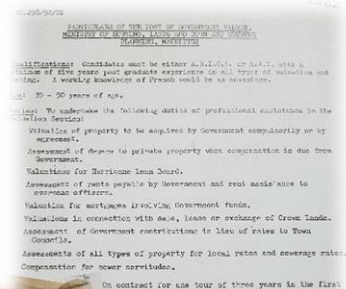 PARTICULARS OF THE POST OF GOVERNMENT VALUER,
MINISTRY OF HOUSING, LANDS AND TOWN AND COUNTRY
PLANNING, MAURITIUS
Candidates must be either A.R.I.C.S. or with a
of five years post graduate experience in all types of valuation and
A working knowledge of French would be an advantage.
35 - 50 years of age.
To undertake the following duties of professional assistance in the
Valuation Section:
Valuation of property to be acquired by Government compulsorily or by
agreement.
Assessment of damage to private property when compensation is due from
Government.
Valuations for Hurricane Loan Board.
Assessment of rents payable by Government and rent assistance to
overseas officers.
Valuation for mortgages involving Government funds.
Valuations in connection with sale, lease or exchange of Crown lands.
Assessment of Government contributions in lieu of rates to Town
Councils.
Assessments of all types of property for local rates and sewerage rates.
Compensation for sewer servitudes.
On contract for one tour of three years in the first